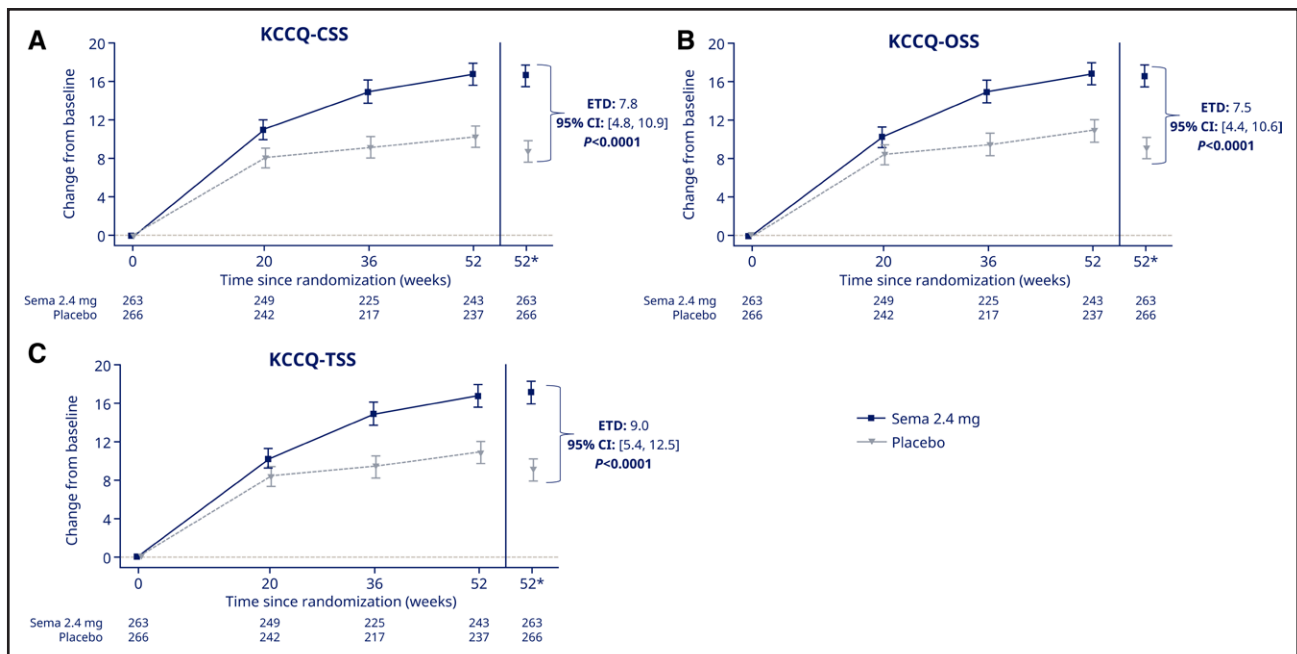 A
KCCQ-CSS
Change from baseline
20
16
12
8
4
0
ETD: 7.8
95% CI: [4.8, 10.9]
P<0.0001
0 20 36 52 52*
Time since randomization (weeks)
Sema 2.4 mg 263 249 225 243 263
Placebo 266 242 217 237 266
B
KCCQ-OSS
Change from baseline
20
16
12
8
4
0
ETD: 7.5
95% CI: [4.4, 10.6]
P<0.0001
0 20 36 52 52*
Time since randomization (weeks)
Sema 2.4 mg 263 249 225 243 263
Placebo 266 242 217 237 266
C
KCCQ-TSS
Change from baseline
20
16
12
8
4
0
ETD: 9.0
95% CI: [5.4, 12.5]
P<0.0001
0 20 36 52 52*
Time since randomization (weeks)
Sema 2.4 mg 263 249 225 243 263
Placebo 266 242 217 237 266
Sema 2.4 mg
Placebo